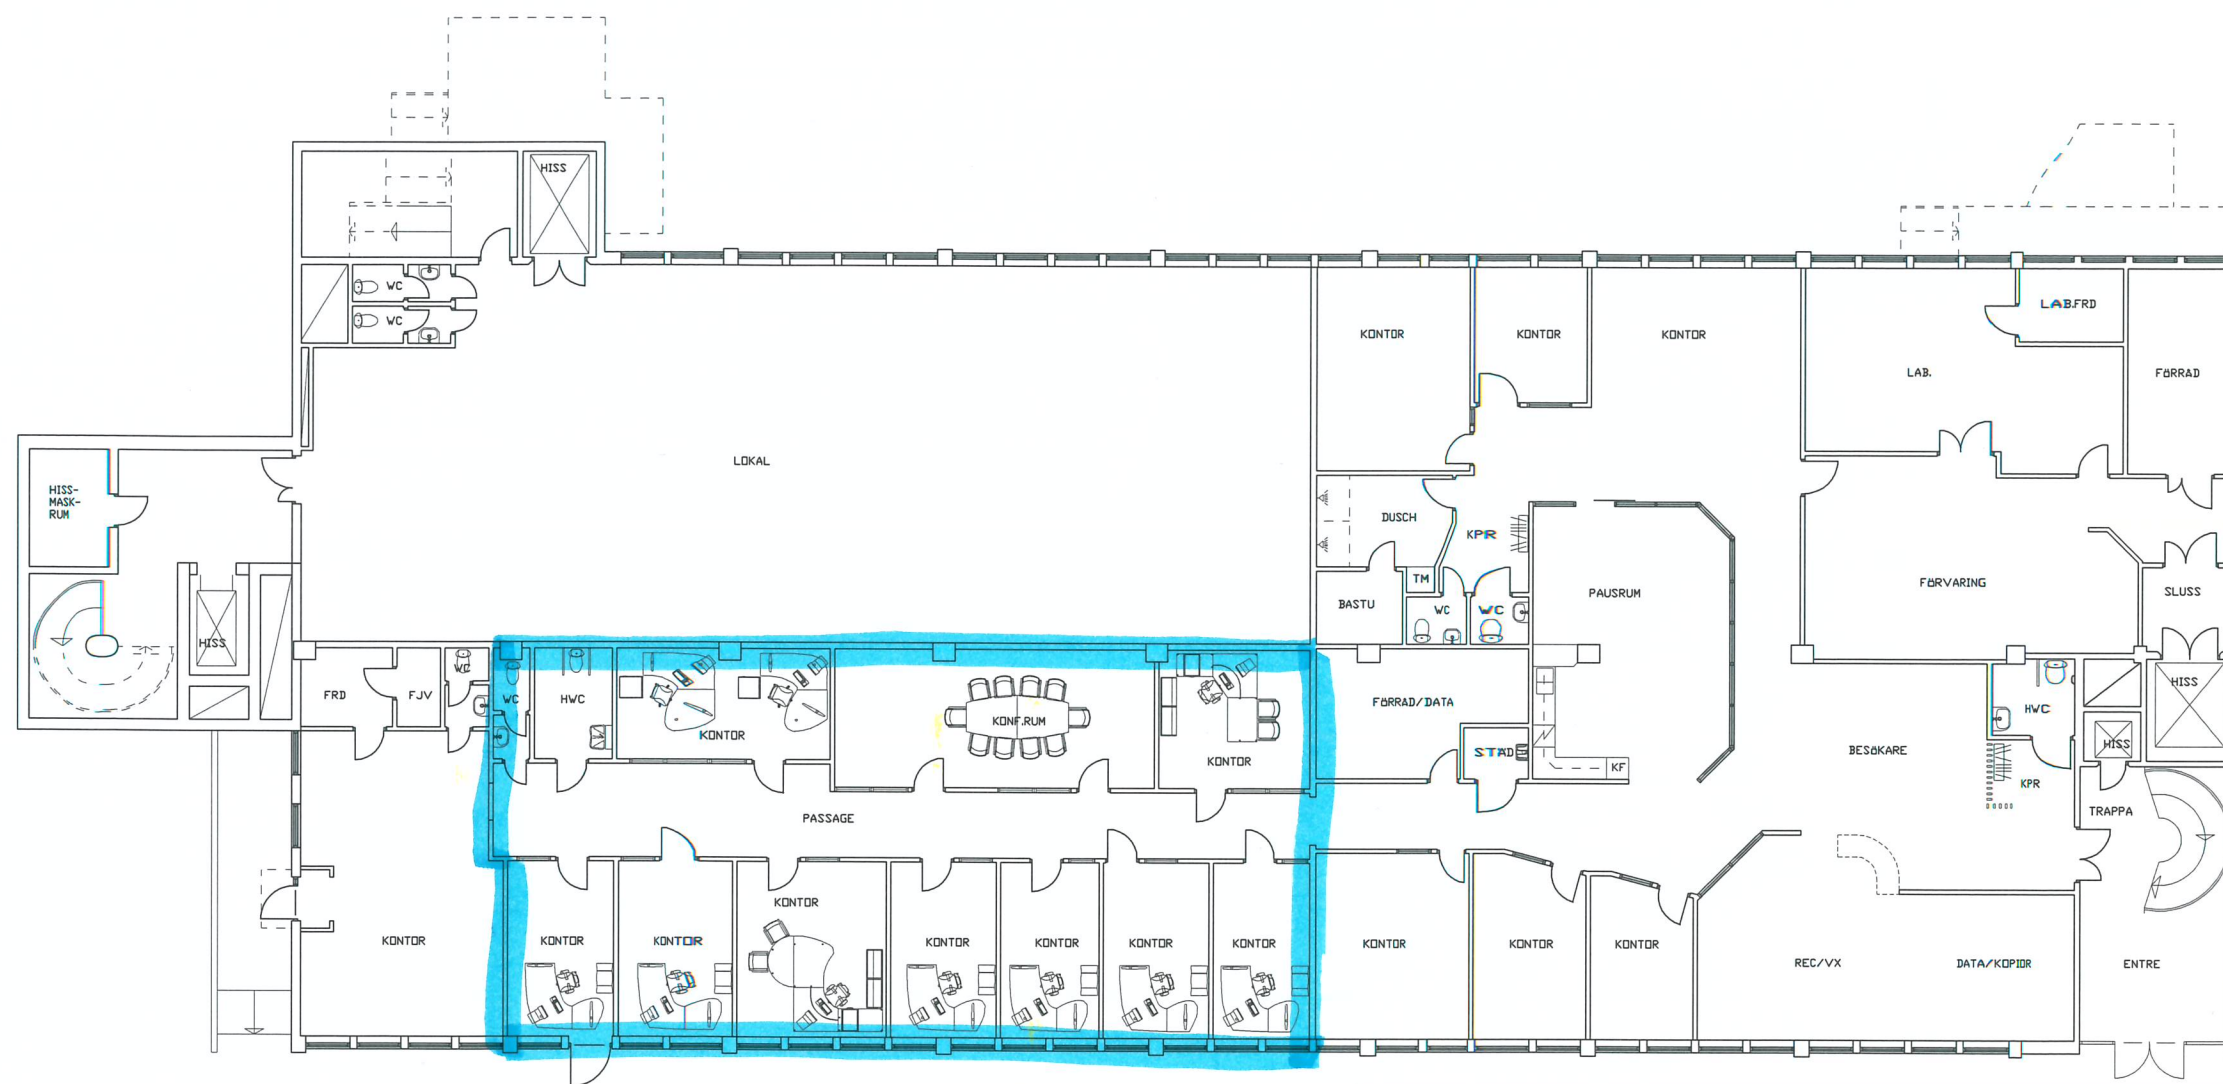 HISS
WC
WC
LAB.FRD
KONTOR
KONTOR
KONTOR
LAB.
FÖRRAD
LOKAL
HISS-
MASK-
RUM
DUSCH
KPR
TM
BASTU
WC
WC
PAUSRUM
FÖRVARING
SLUSS
HISS
WC
FRD
FJV
WC
HWC
KONTOR
KONF.RUM
KONTOR
FÖRRAD/DATA
STÄD
KF
BESÖKARE
HWC
HISS
HISS
KPR
TRAPPA
PASSAGE
KONTOR
KONTOR
KONTOR
KONTOR
KONTOR
KONTOR
KONTOR
KONTOR
KONTOR
KONTOR
KONTOR
REC/VX
DATA/KOPIOR
ENTRE